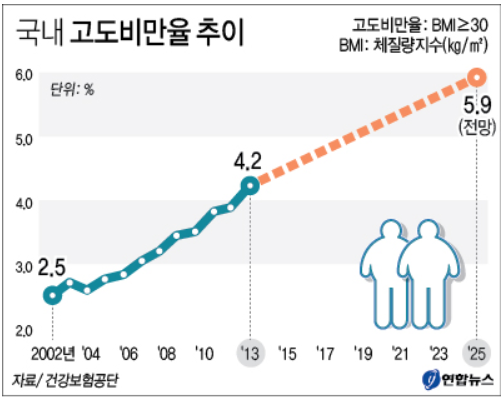 국내 고도비만율 추이
고도비만율: BMI≥30
BMI: 체질량지수(kg/㎡)
단위: %
6.0
5.0
4.0
3.0
2.0
2.5
4.2
5.9
(전망)
2002년 '04 '06 '08 '10 '13 '15 '17 '19 '21 '23 '25
자료/ 건강보험공단
연합뉴스